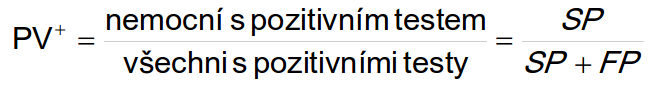 PV⁺ = nemocní s pozitivním testem / všechni s pozitivními testy = SP / SP + FP